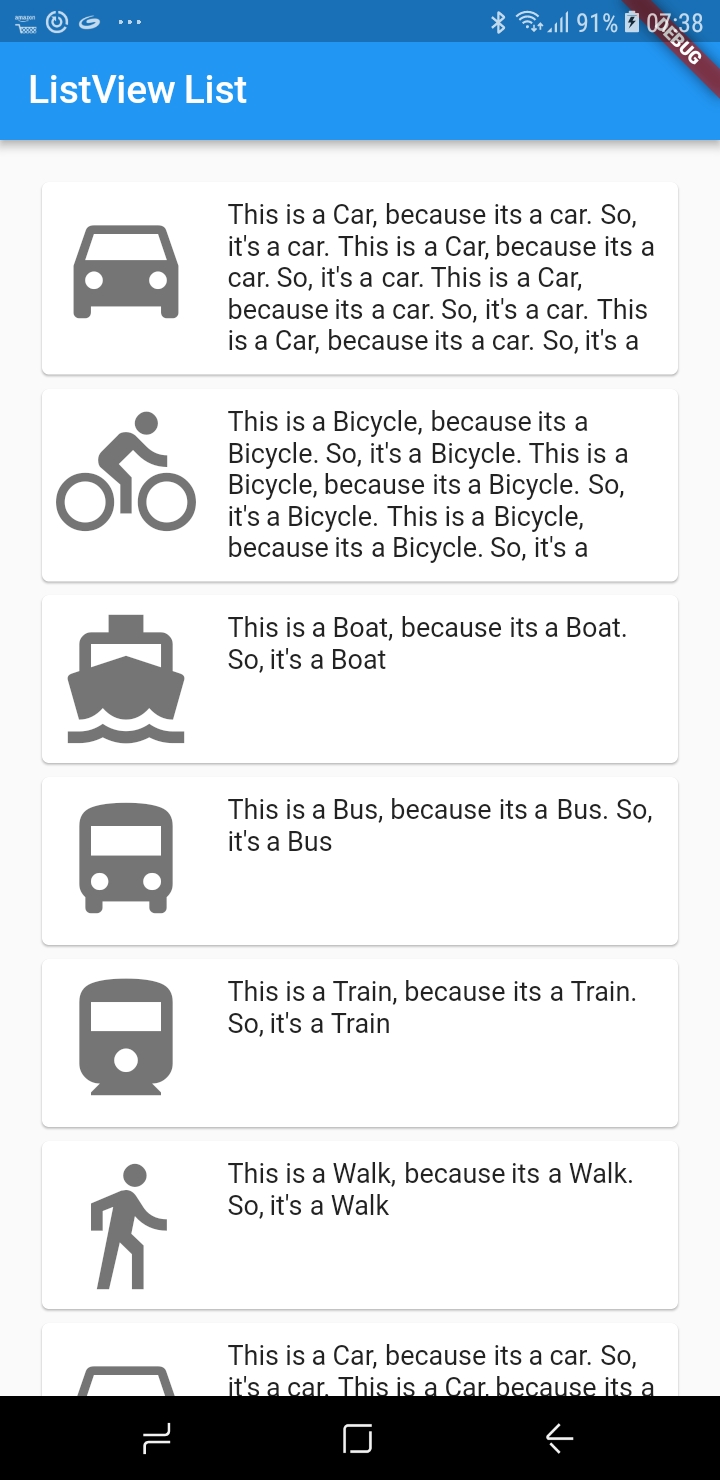 91% 07:38
DEBUG
ListView List
This is a Car, because its a car. So,
it's a car. This is a Car, because its a
car. So, it's a car. This is a Car,
because its a car. So, it's a car. This
is a Car, because its a car. So, it's a
This is a Bicycle, because its a
Bicycle. So, it's a Bicycle. This is a
Bicycle, because its a Bicycle. So,
it's a Bicycle. This is a Bicycle,
because its a Bicycle. So, it's a
This is a Boat, because its a Boat.
So, it's a Boat
This is a Bus, because its a Bus. So,
it's a Bus
This is a Train, because its a Train.
So, it's a Train
This is a Walk, because its a Walk.
So, it's a Walk
This is a Car, because its a car. So,
it's a car. This is a Car, because its a